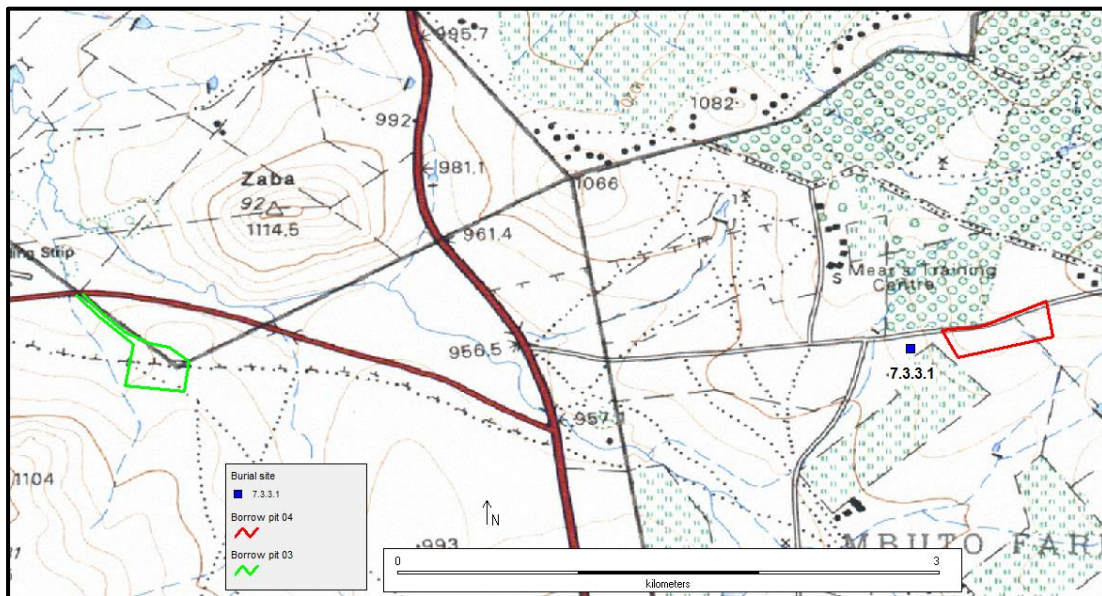 995.7
1082
992
Zaba
92
1114.5
981.1
1066
961.4
ling Strip
S Mear's Training
Centre
956.5
7.3.3.1
957.1
1104
Burial site
7.3.3.1
Borrow pit 04
Borrow pit 03
N
993
MBUTO FAR
0
3
kilometers